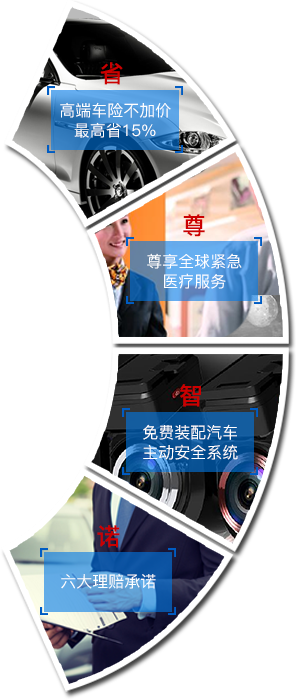 省
高端车险不加价
最高省15%
尊
尊享全球紧急
医疗服务
智
免费装配汽车
主动安全系统
诺
六大理赔承诺